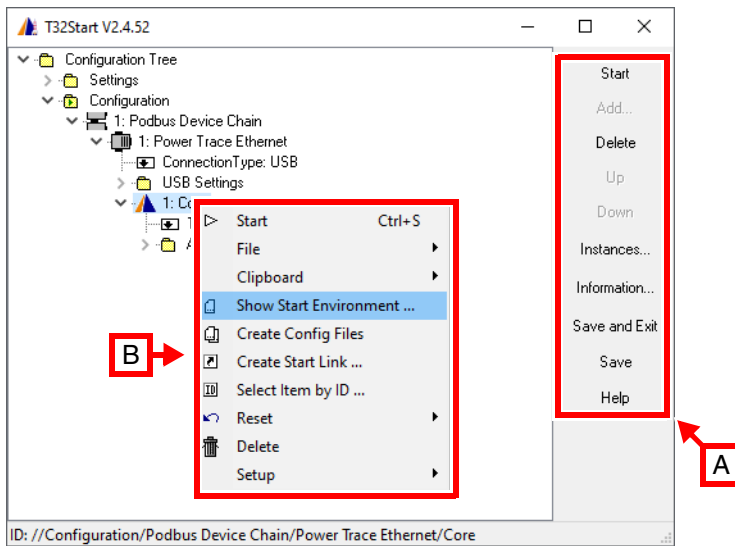 T32Start V2.4.52
Configuration Tree
Settings
Configuration
1: Podbus Device Chain
1: Power Trace Ethernet
ConnectionType: USB
USB Settings
1:
Start Ctrl+S
File
Clipboard
Show Start Environment ...
Create Config Files
Create Start Link ...
Select Item by ID ...
Reset
Delete
Setup
B
Start
Add...
Delete
Up
Down
Instances...
Information...
Save and Exit
Save
Help
A
ID: //Configuration/Podbus Device Chain/Power Trace Ethernet/Core